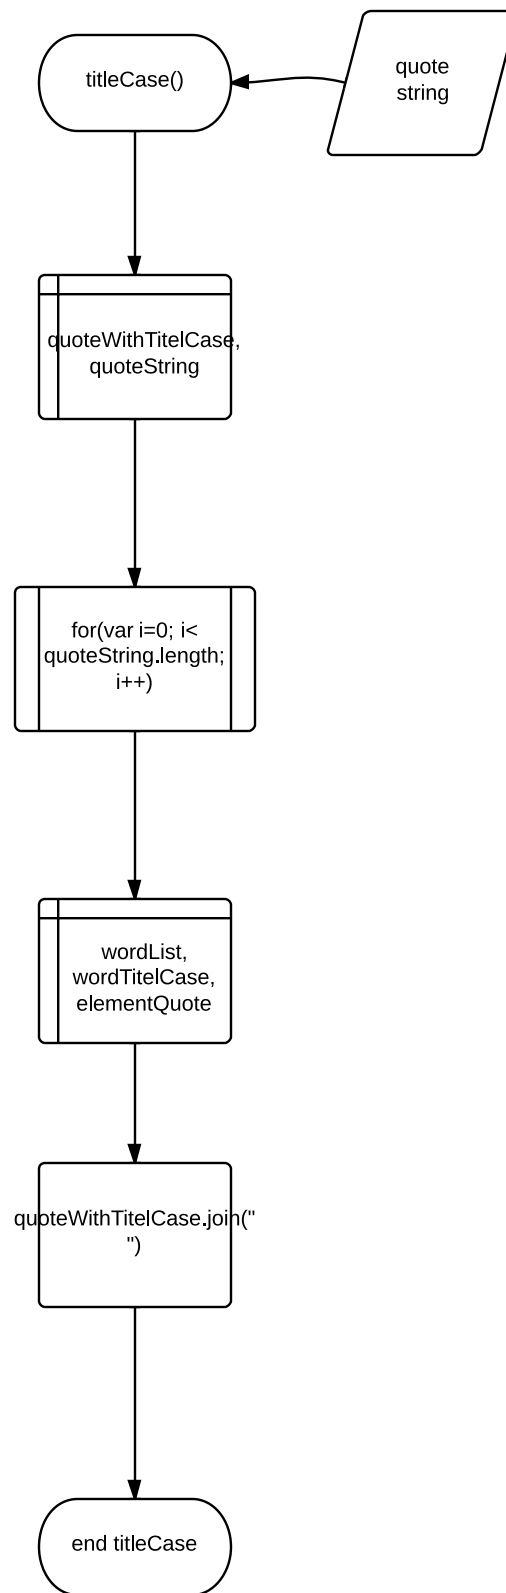 titleCase()
quote
string
quoteWithTitelCase,
quoteString
for(var i=0; i<
quoteString.length;
i++)
wordList,
wordTitelCase,
elementQuote
quoteWithTitelCase.join("
")
end titleCase